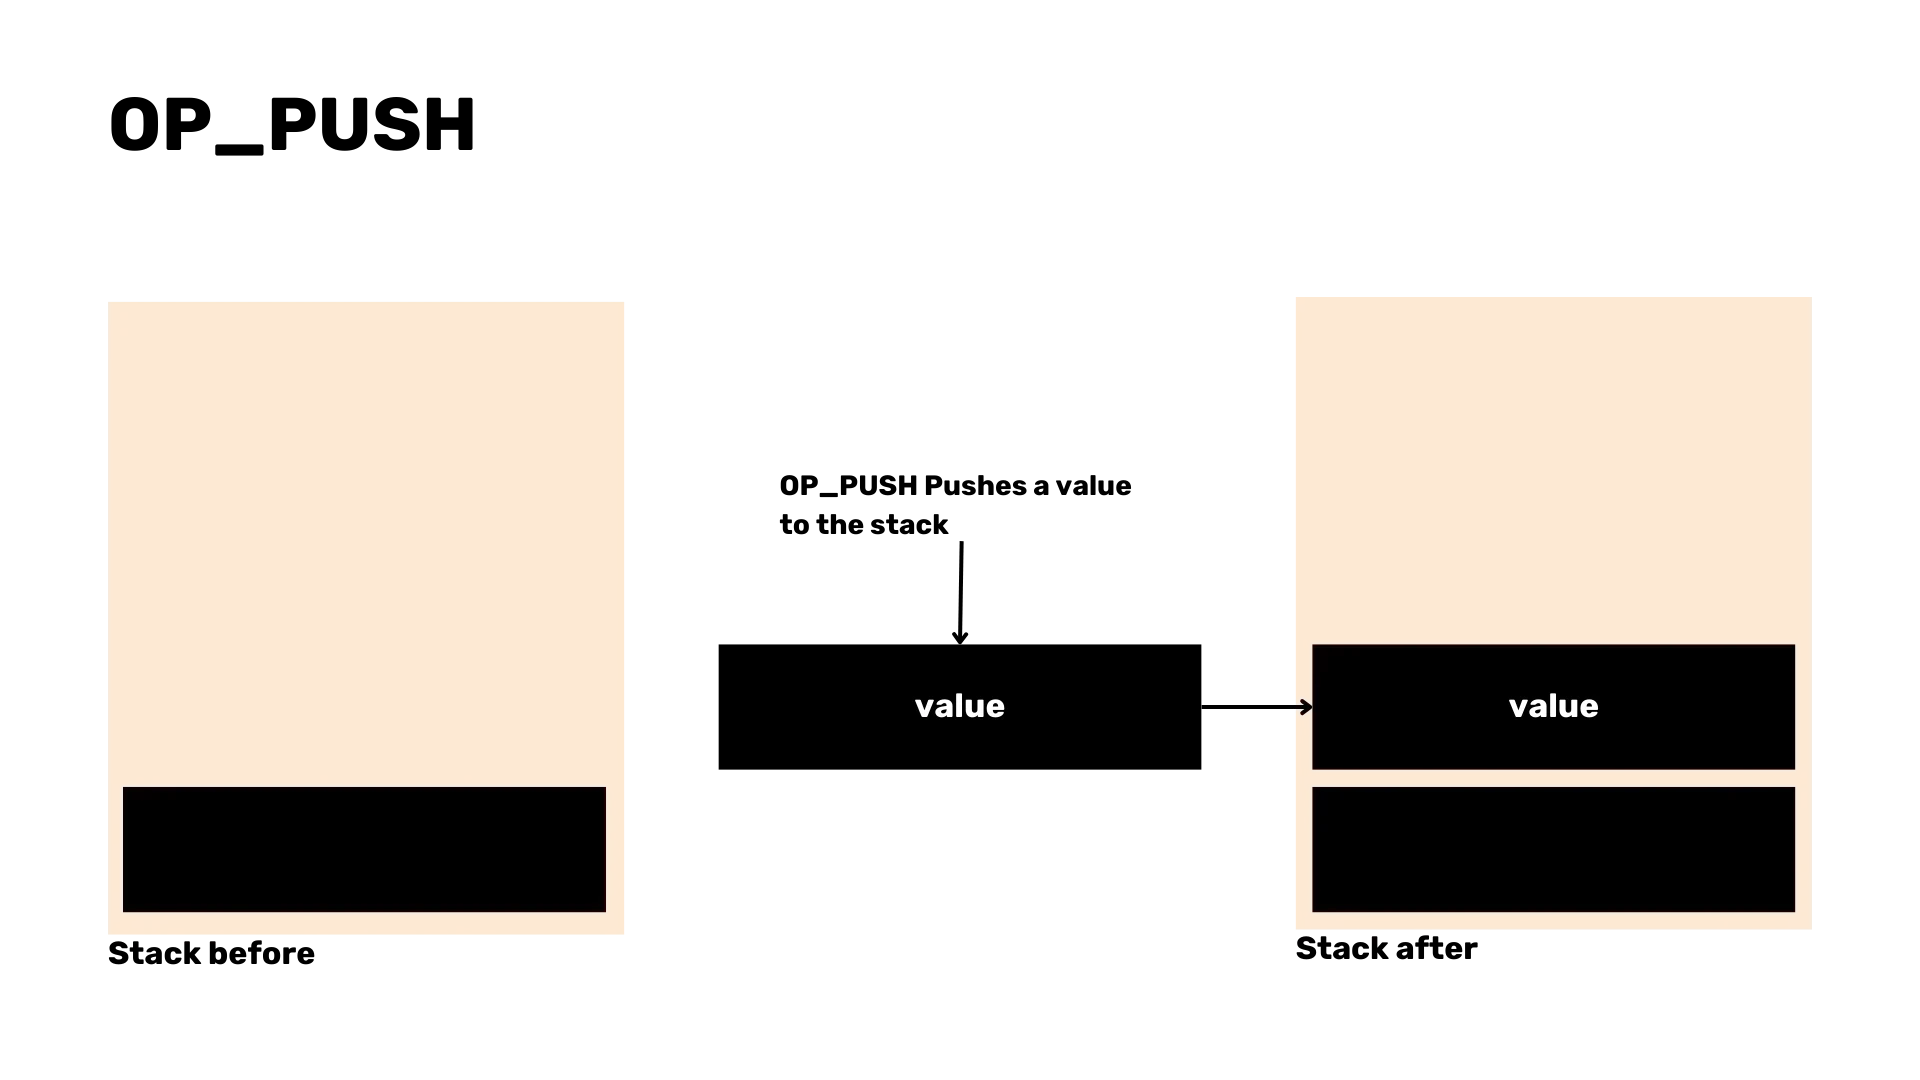 OP_PUSH
OP_PUSH Pushes a value
to the stack
value
value
Stack before
Stack after